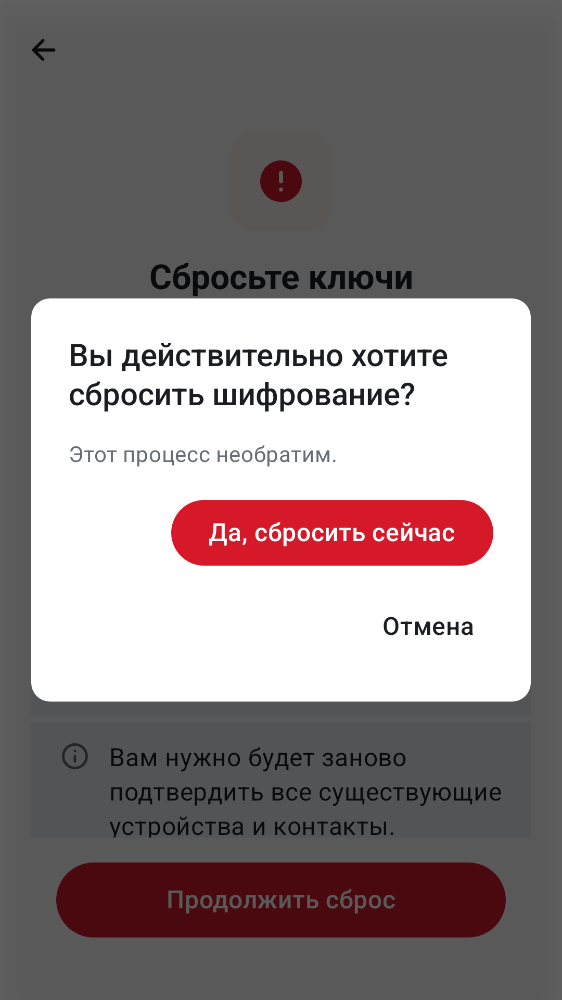 Сбросьте ключи
Вы действительно хотите
сбросить шифрование?
Этот процесс необратим.
Да, сбросить сейчас
Отмена
Вам нужно будет заново
подтвердить все существующие
устройства и контакты.
Продолжить сброс